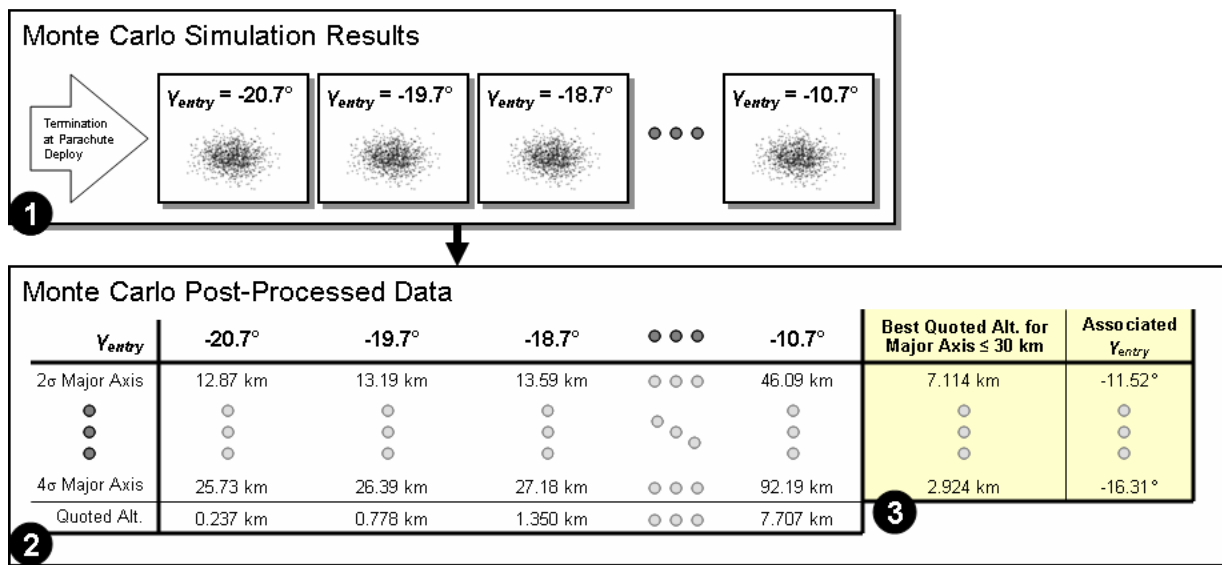 Monte Carlo Simulation Results
Termination
at Parachute
Deploy
γentry = -20.7°
γentry = -19.7°
γentry = -18.7°
γentry = -10.7°
1
Monte Carlo Post-Processed Data
γentry -20.7° -19.7° -18.7° -10.7° Best Quoted Alt. for Major Axis ≤ 30 km Associated γentry
2σ Major Axis 12.87 km 13.19 km 13.59 km 46.09 km 7.114 km -11.52°
4σ Major Axis 25.73 km 26.39 km 27.18 km 92.19 km 2.924 km -16.31°
Quoted Alt. 0.237 km 0.778 km 1.350 km 7.707 km
3
2